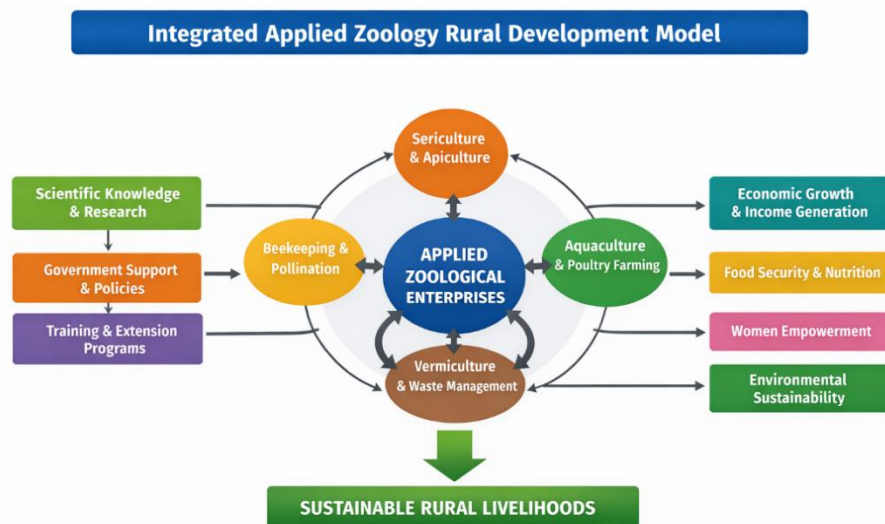 Integrated Applied Zoology Rural Development Model
Sericulture
& Apiculture
Scientific Knowledge
& Research
Government Support
& Policies
Training & Extension
Programs
Beekeeping &
Pollination
APPLIED
ZOOLOGICAL
ENTERPRISES
Aquaculture
& Poultry Farming
Vermiculture
& Waste Management
Economic Growth
& Income Generation
Food Security & Nutrition
Women Empowerment
Environmental
Sustainability
SUSTAINABLE RURAL LIVELIHOODS